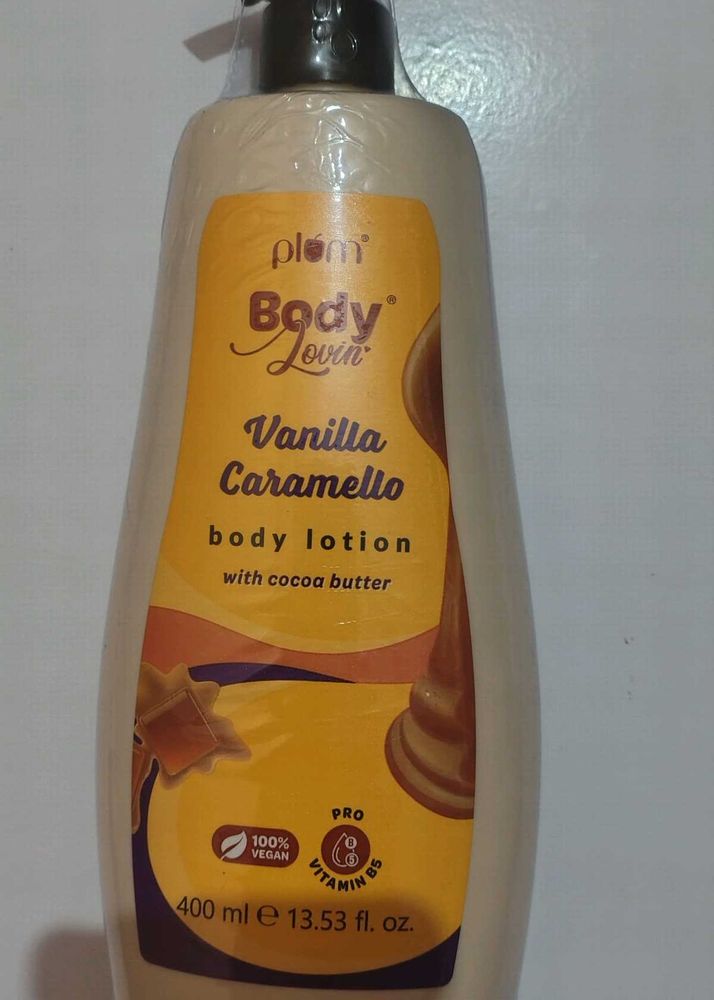 plum®
Body®
Lovin'
Vanilla
Caramello
body lotion
with cocoa butter
100%
VEGAN
PRO
B
5
VITAMIN B5
400 ml ℮ 13.53 fl. oz.